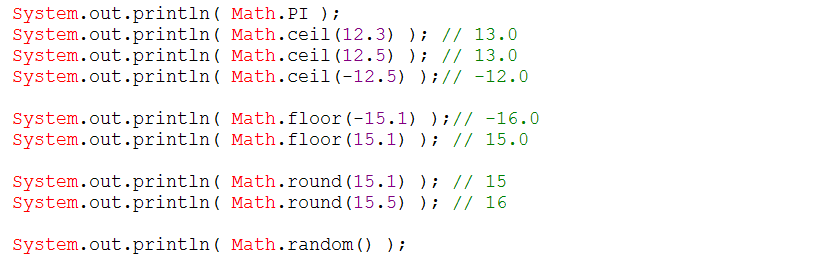 System.out.println( Math.PI );
System.out.println( Math.ceil(12.3) ); // 13.0
System.out.println( Math.ceil(12.5) ); // 13.0
System.out.println( Math.ceil(-12.5) );// -12.0
System.out.println( Math.floor(-15.1) );// -16.0
System.out.println( Math.floor(15.1) ); // 15.0
System.out.println( Math.round(15.1) ); // 15
System.out.println( Math.round(15.5) ); // 16
System.out.println( Math.random() );